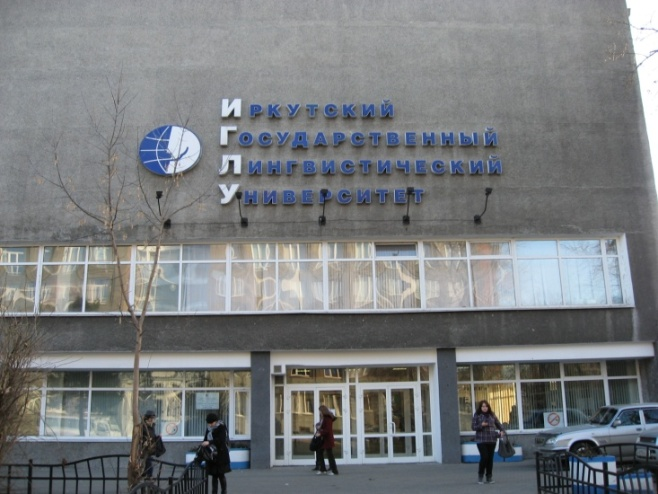 Иркутский
Государственный
Лингвистический
Университет